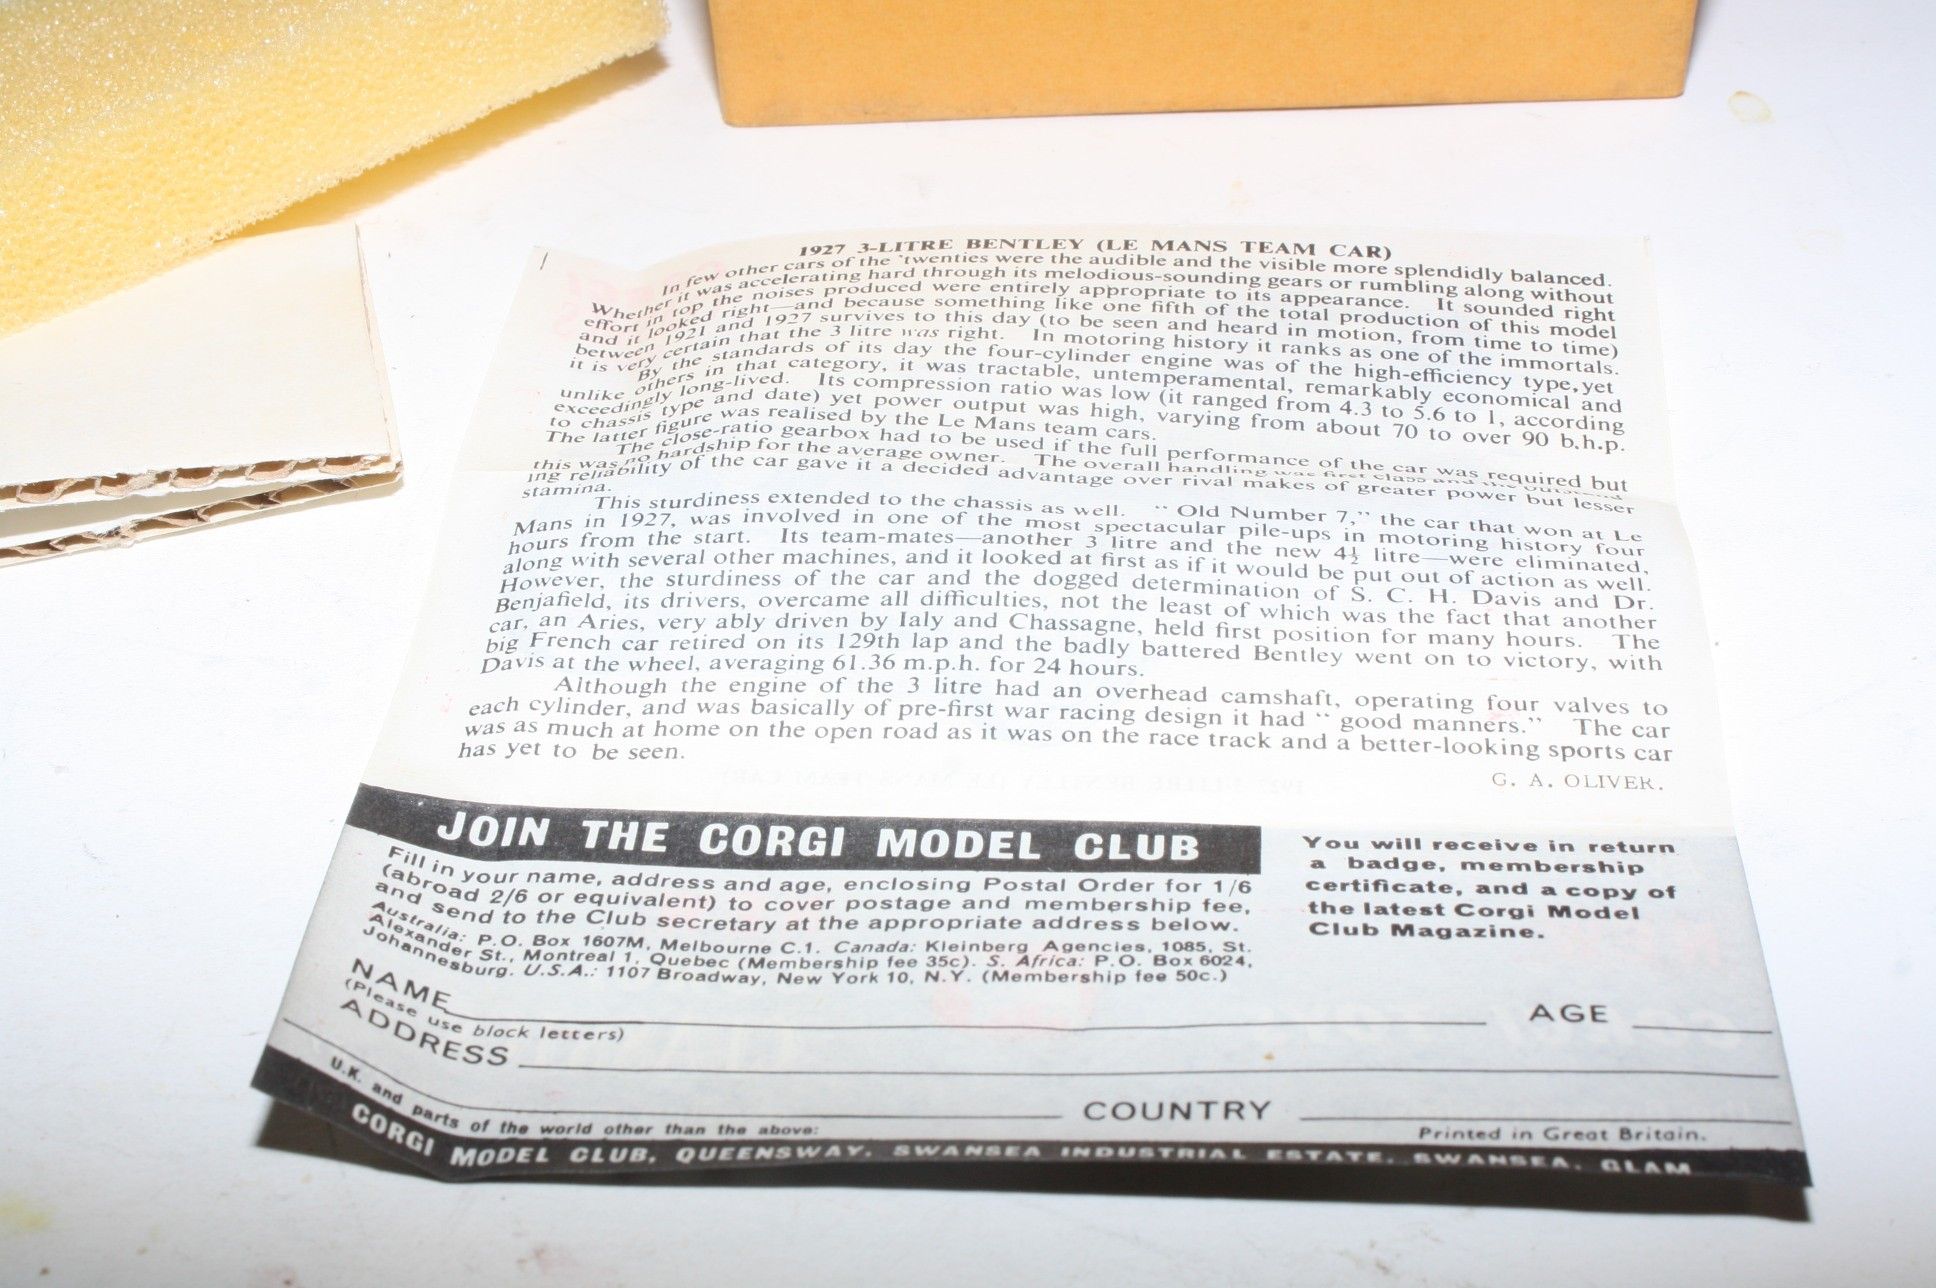 1927 3-LITRE BENTLEY (LE MANS TEAM CAR)
In few other cars of the 'twenties were the audible and the visible more splendidly balanced.
Whether it was accelerating hard through its melodious-sounding gears or rumbling along without
effort in top the noises produced were entirely appropriate to its appearance. It sounded right
and it looked right—and because something like one fifth of the total production of this model
between 1921 and 1927 survives to this day (to be seen and heard in motion, from time to time)
it is very certain that the 3 litre was right. In motoring history it ranks as one of the immortals.
By the standards of its day the four-cylinder engine was of the high-efficiency type, yet
unlike others in that category, it was tractable, untemperamental, remarkably economical and
exceedingly long-lived. Its compression ratio was low (it ranged from 4.3 to 5.6 to 1, according
to chassis type and date) yet power output was high, varying from about 70 to over 90 b.h.p.
The latter figure was realised by the Le Mans team cars.
The close-ratio gearbox had to be used if the full performance of the car was required but
this was no hardship for the average owner. The overall handling was first class and the
ing reliability of the car gave it a decided advantage over rival makes of greater power but lesser
stamina.
This sturdiness extended to the chassis as well. "Old Number 7," the car that won at Le
Mans in 1927, was involved in one of the most spectacular pile-ups in motoring history four
hours from the start. Its team-mates—another 3 litre and the new 4½ litre—were eliminated,
along with several other machines, and it looked at first as if it would be put out of action as well.
However, the sturdiness of the car and the dogged determination of S. C. H. Davis and Dr.
Benjafield, its drivers, overcame all difficulties, not the least of which was the fact that another
car, an Aries, very ably driven by Ialy and Chassagne, held first position for many hours. The
big French car retired on its 129th lap and the badly battered Bentley went on to victory, with
Davis at the wheel, averaging 61.36 m.p.h. for 24 hours.
Although the engine of the 3 litre had an overhead camshaft, operating four valves to
each cylinder, and was basically of pre-first war racing design it had "good manners." The car
was as much at home on the open road as it was on the race track and a better-looking sports car
has yet to be seen.
G. A. OLIVER.
JOIN THE CORGI MODEL CLUB
Fill in your name, address and age, enclosing Postal Order for 1/6
(abroad 2/6 or equivalent) to cover postage and membership fee,
and send to the Club secretary at the appropriate address below.
Australia: P.O. Box 1607M, Melbourne C.1. Canada: Kleinberg Agencies, 1085, St.
Alexander St., Montreal 1, Quebec (Membership fee 35c). S. Africa: P.O. Box 6024,
Johannesburg. U.S.A.: 1107 Broadway, New York 10, N.Y. (Membership fee 50c.)
You will receive in return
a badge, membership
certificate, and a copy of
the latest Corgi Model
Club Magazine.
NAME
AGE
(Please use block letters)
ADDRESS
COUNTRY
U.K. and parts of the world other than the above:
Printed in Great Britain.
CORGI MODEL CLUB, QUEENSWAY, SWANSEA INDUSTRIAL ESTATE, SWANSEA, GLAM